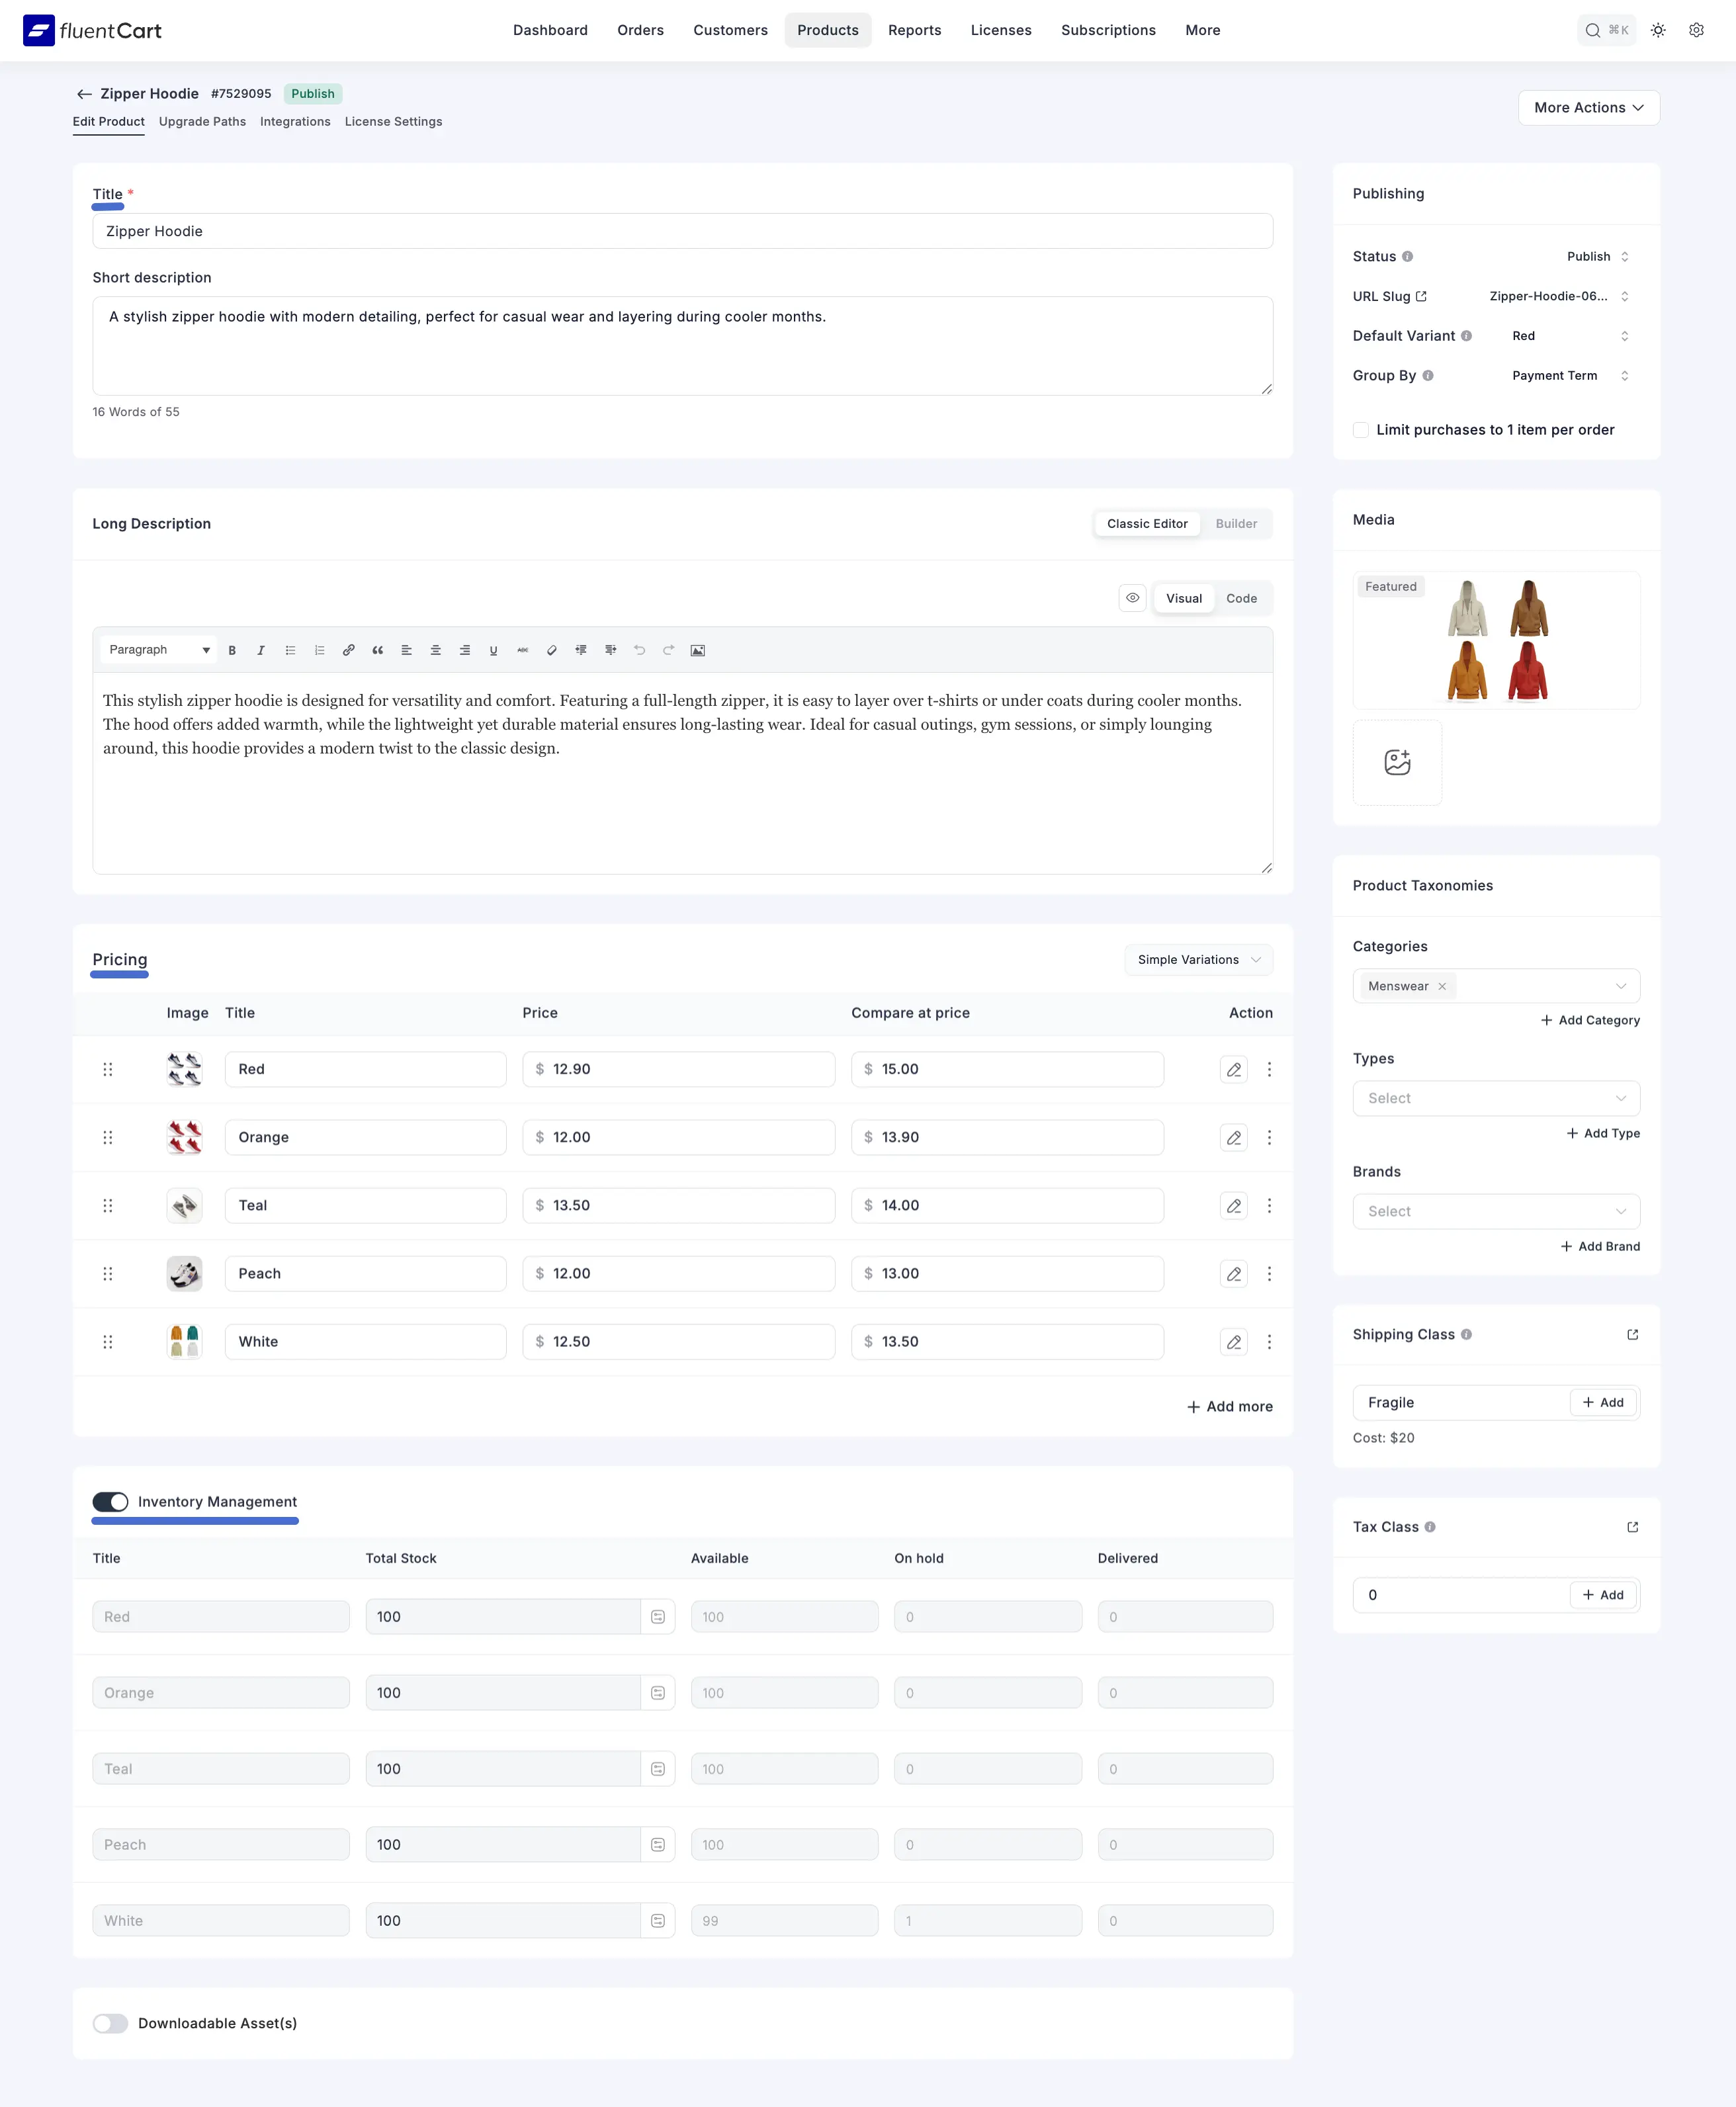 fluentCart
Dashboard Orders Customers Products Reports Licenses Subscriptions More
⌘K
Zipper Hoodie #7529095 Publish
More Actions
Edit Product Upgrade Paths Integrations License Settings
Title *
Zipper Hoodie
Short description
A stylish zipper hoodie with modern detailing, perfect for casual wear and layering during cooler months.
16 Words of 55
Long Description
Classic Editor Builder
Visual Code
Paragraph B I U ABC
This stylish zipper hoodie is designed for versatility and comfort. Featuring a full-length zipper, it is easy to layer over t-shirts or under coats during cooler months.
The hood offers added warmth, while the lightweight yet durable material ensures long-lasting wear. Ideal for casual outings, gym sessions, or simply lounging
around, this hoodie provides a modern twist to the classic design.
Pricing
Simple Variations
Image Title Price Compare at price Action
Red $ 12.90 $ 15.00
Orange $ 12.00 $ 13.90
Teal $ 13.50 $ 14.00
Peach $ 12.00 $ 13.00
White $ 12.50 $ 13.50
+ Add more
Inventory Management
Title Total Stock Available On hold Delivered
Red 100 100 0 0
Orange 100 100 0 0
Teal 100 100 0 0
Peach 100 100 0 0
White 100 99 1 0
Downloadable Asset(s)
Publishing
Status Publish
URL Slug Zipper-Hoodie-06...
Default Variant Red
Group By Payment Term
Limit purchases to 1 item per order
Media
Featured
Product Taxonomies
Categories
Menswear ×
+ Add Category
Types
Select
+ Add Type
Brands
Select
+ Add Brand
Shipping Class
Fragile + Add
Cost: $20
Tax Class
0 + Add